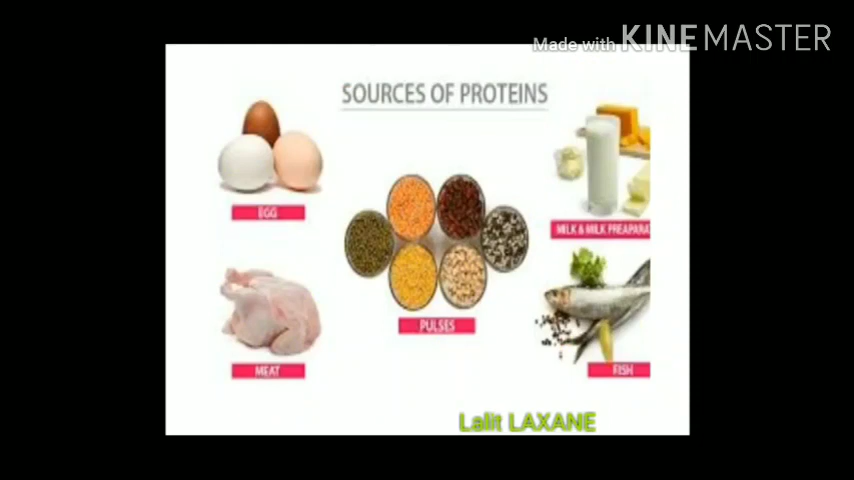 Made with KINEMASTER
SOURCES OF PROTEINS
EGG
MILK & MILK PREAPARA
PULSES
MEAT
FISH
Lalit LAXANE